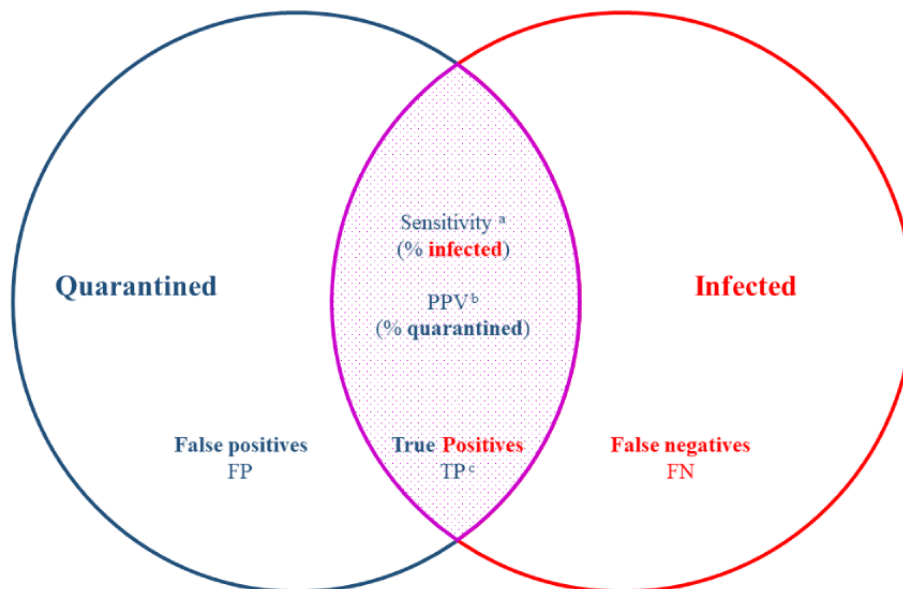 Sensitivity ᵃ
(% infected)
Quarantined
Infected
PPV ᵇ
(% quarantined)
False positives
FP
True Positives
TP ᶜ
False negatives
FN